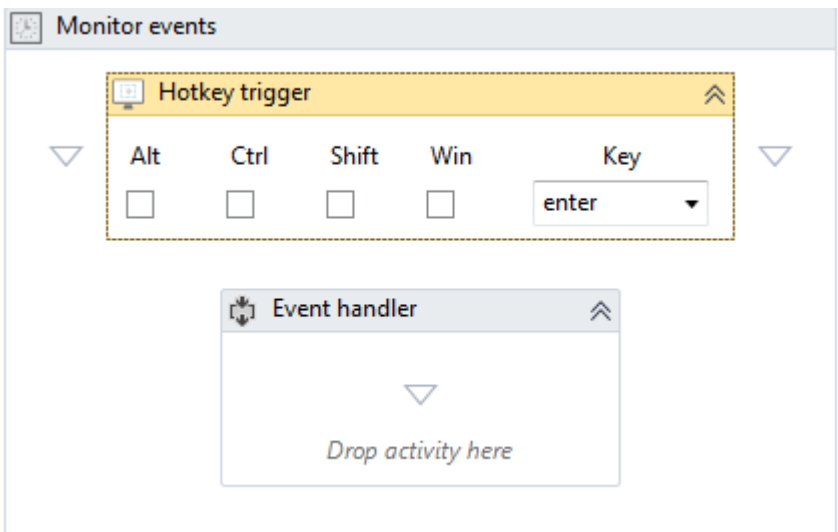 Monitor events
Hotkey trigger
Alt Ctrl Shift Win Key
enter
Event handler
Drop activity here